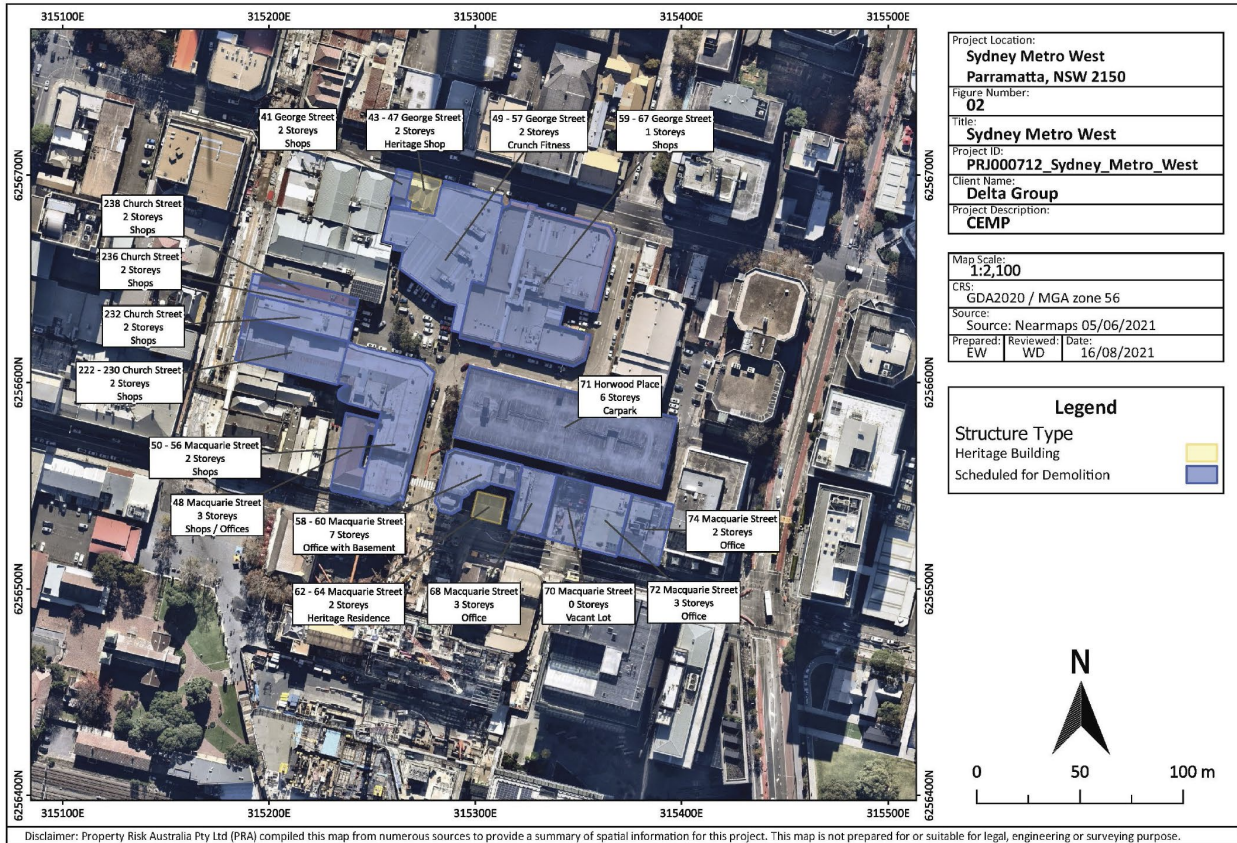 315100E
315200E
315300E
315400E
315500E
6256700N
6256600N
6256500N
6256400N
41 George Street
2 Storeys
Shops
43 - 47 George Street
2 Storeys
Heritage Shop
49 - 57 George Street
2 Storeys
Crunch Fitness
59 - 67 George Street
1 Storeys
Shops
238 Church Street
2 Storeys
Shops
236 Church Street
2 Storeys
Shops
232 Church Street
2 Storeys
Shops
222 - 230 Church Street
2 Storeys
Shops
71 Horwood Place
6 Storeys
Carpark
50 - 56 Macquarie Street
2 Storeys
Shops
48 Macquarie Street
3 Storeys
Shops / Offices
58 - 60 Macquarie Street
7 Storeys
Office with Basement
74 Macquarie Street
2 Storeys
Office
62 - 64 Macquarie Street
2 Storeys
Heritage Residence
68 Macquarie Street
3 Storeys
Office
70 Macquarie Street
0 Storeys
Vacant Lot
72 Macquarie Street
3 Storeys
Office
6256700N
6256600N
6256500N
6256400N
315100E
315200E
315300E
315400E
315500E
Project Location:
Sydney Metro West
Parramatta, NSW 2150
Figure Number:
02
Title:
Sydney Metro West
Project ID:
PRJ000712_Sydney_Metro_West
Client Name:
Delta Group
Project Description:
CEMP
Map Scale:
1:2,100
CRS:
GDA2020 / MGA zone 56
Source:
Source: Nearmaps 05/06/2021
Prepared: Reviewed: Date:
EW WD 16/08/2021
Legend
Structure Type
Heritage Building
Scheduled for Demolition
N
0 50 100 m
Disclaimer: Property Risk Australia Pty Ltd (PRA) compiled this map from numerous sources to provide a summary of spatial information for this project. This map is not prepared for or suitable for legal, engineering or surveying purpose.